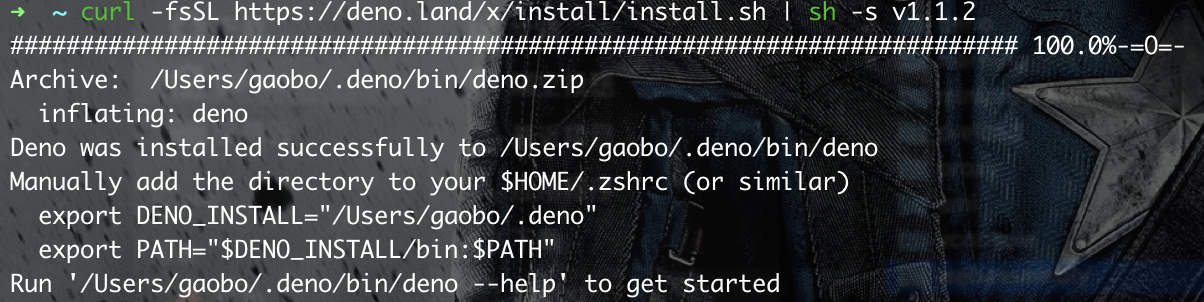 → ~ curl -fsSL https://deno.land/x/install/install.sh | sh -s v1.1.2
######################################################################## 100.0%-=O=-
Archive:  /Users/gaobo/.deno/bin/deno.zip
  inflating: deno
Deno was installed successfully to /Users/gaobo/.deno/bin/deno
Manually add the directory to your $HOME/.zshrc (or similar)
  export DENO_INSTALL="/Users/gaobo/.deno"
  export PATH="$DENO_INSTALL/bin:$PATH"
Run '/Users/gaobo/.deno/bin/deno --help' to get started